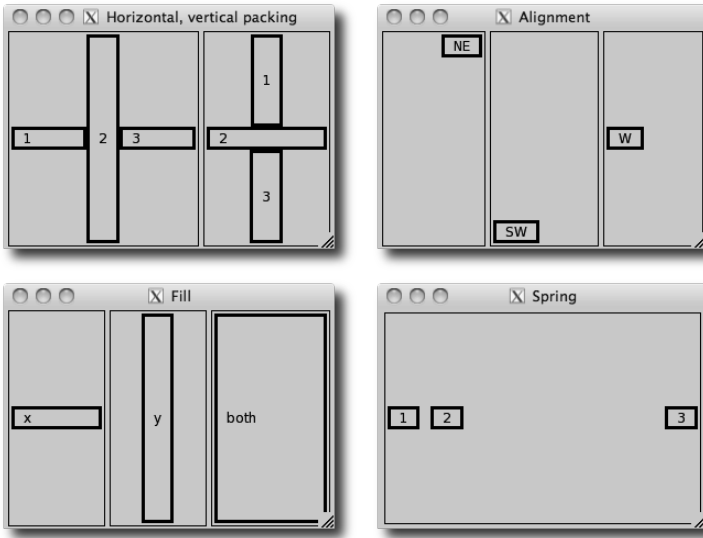 Horizontal, vertical packing
1 2 3
1
2
3
Alignment
NE
SW
W
Fill
x y both
Spring
1 2 3